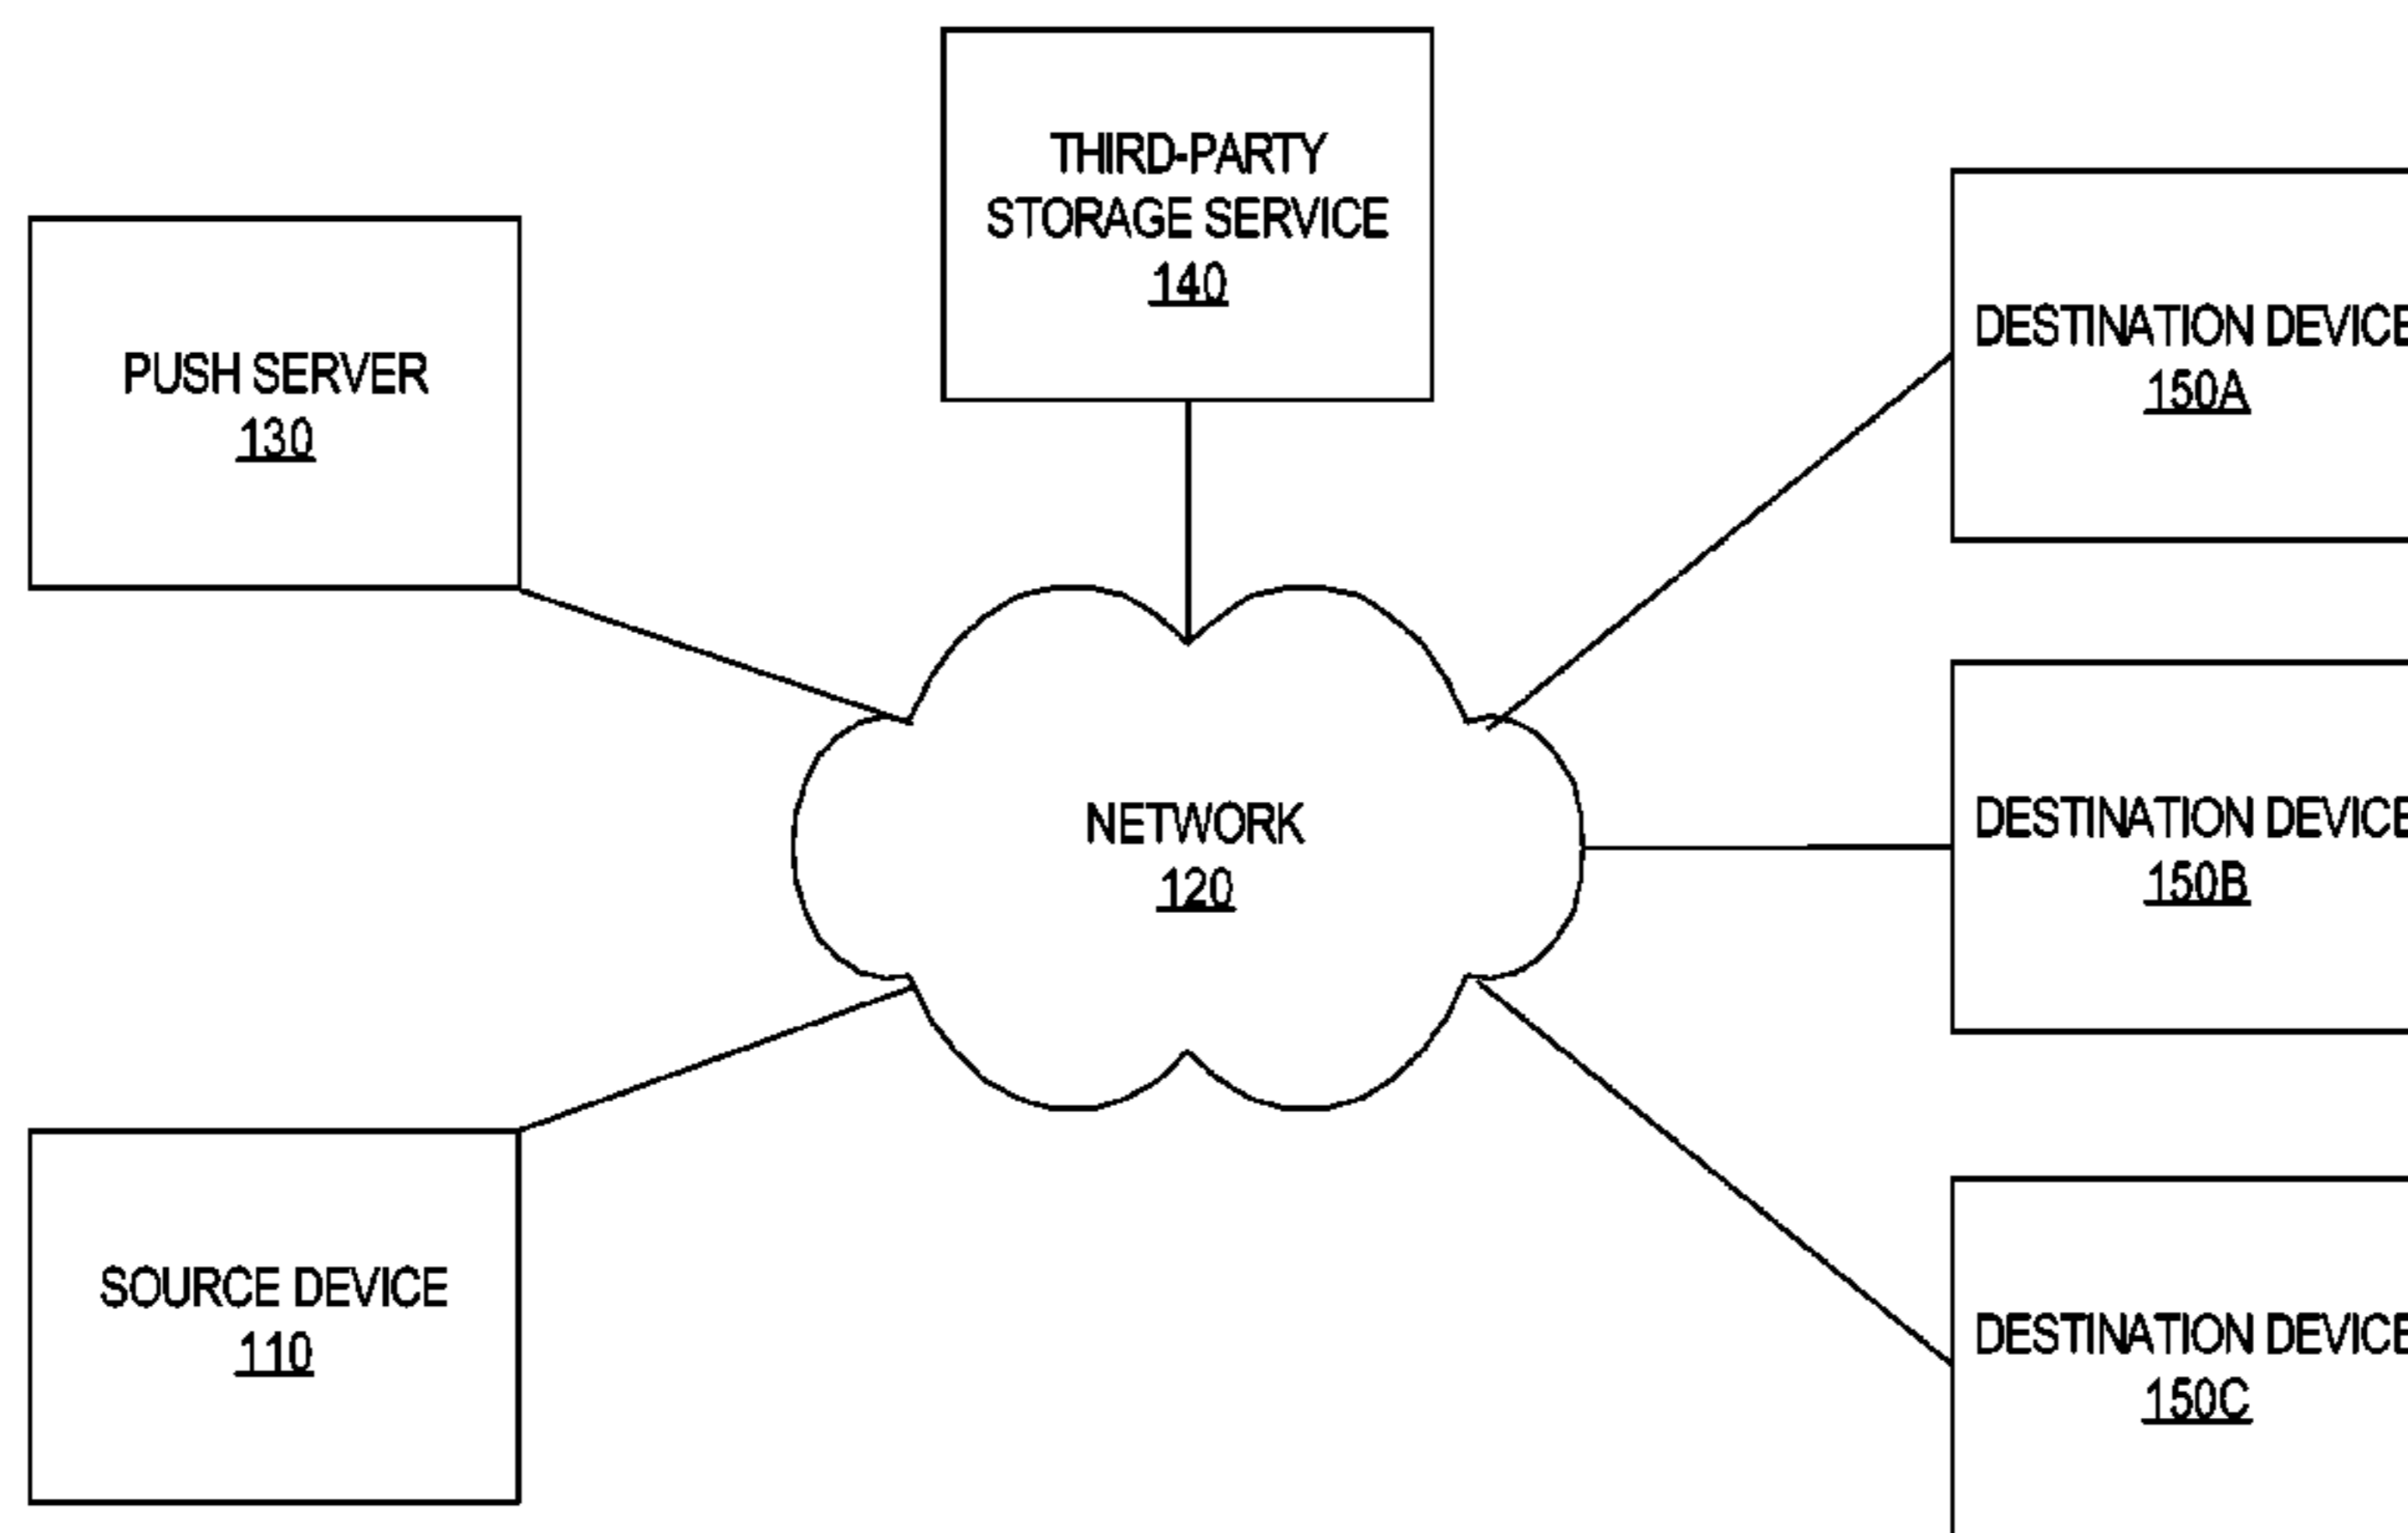 THIRD-PARTY
STORAGE SERVICE
140
PUSH SERVER
130
DESTINATION DEVICE
150A
NETWORK
120
DESTINATION DEVICE
150B
SOURCE DEVICE
110
DESTINATION DEVICE
150C